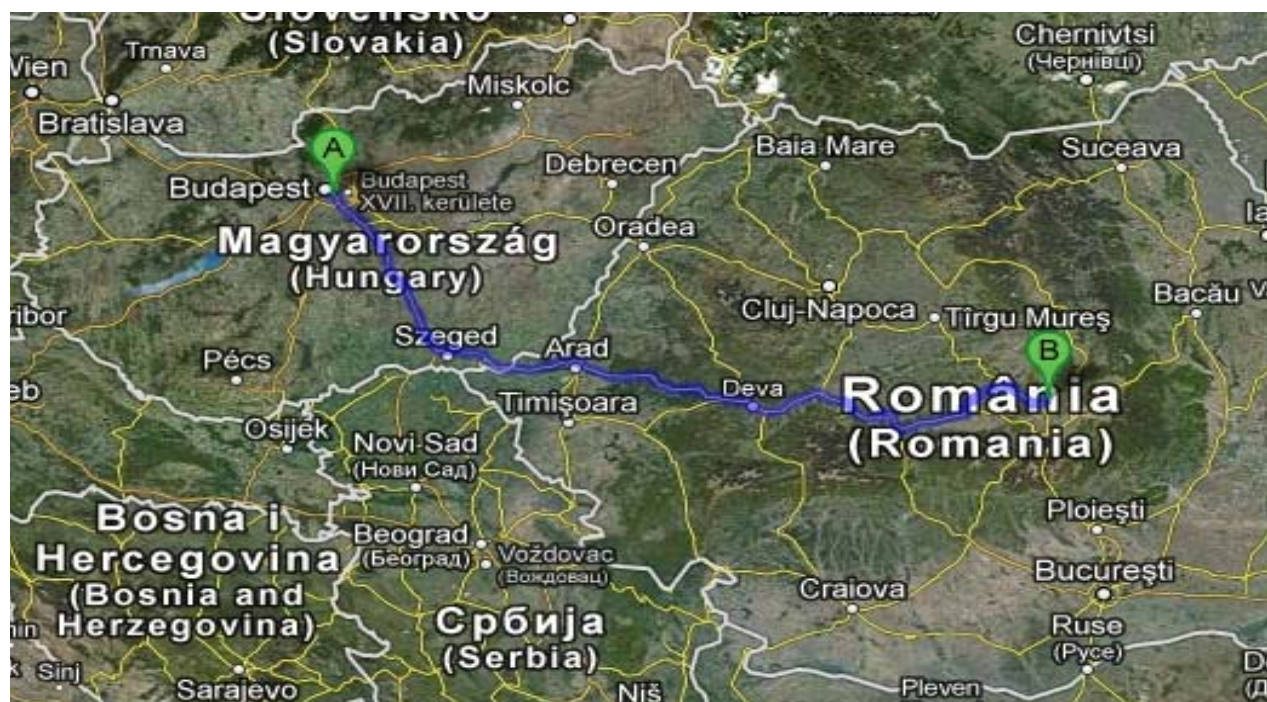 Slovensko
(Slovakia)
Trnava
Wien
Bratislava
Miskolc
Chernivtsi
(Чернівці)
A
Budapest
Budapest
XVII. kerülete
Debrecen
Baia Mare
Suceava
Magyarország
(Hungary)
Oradea
Cluj-Napoca
Tîrgu Mureş
Bacău
Szeged
Arad
B
Pécs
Deva
România
(Romania)
Timişoara
Osijek
Novi Sad
(Нови Сад)
Bosna i
Hercegovina
(Bosnia and
Herzegovina)
Beograd
(Београд)
Voždovac
(Вождовац)
Ploieşti
Bucureşti
Craiova
Србија
(Serbia)
Ruse
(Русе)
Sinj
Sarajevo
Niš
Pleven